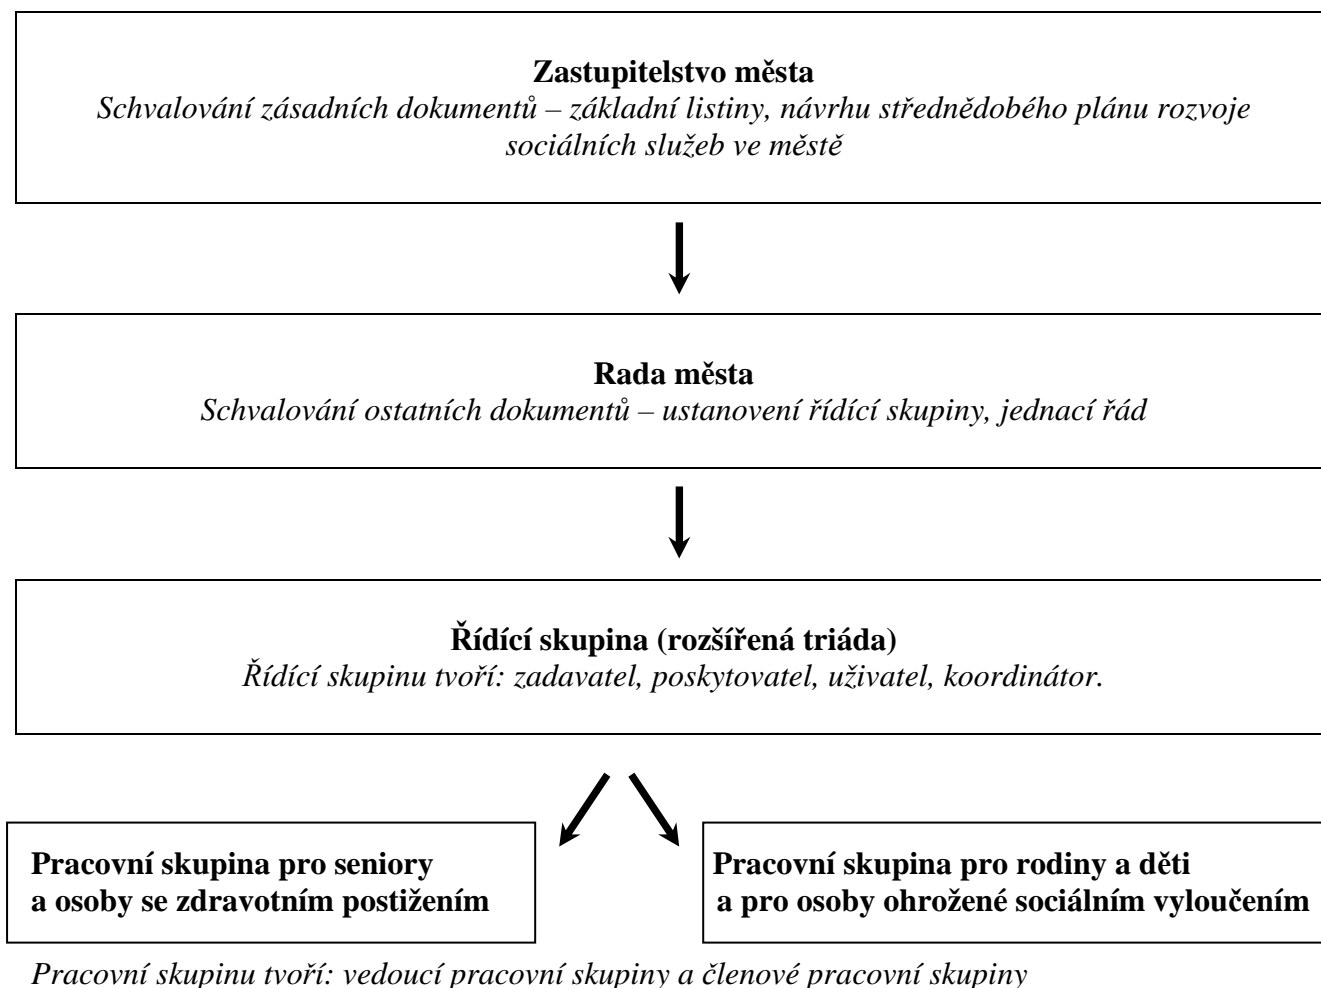 Zastupitelstvo města
Schvalování zásadních dokumentů – základní listiny, návrhu střednědobého plánu rozvoje
sociálních služeb ve městě
Rada města
Schvalování ostatních dokumentů – ustanovení řídící skupiny, jednací řád
Řídící skupina (rozšířená triáda)
Řídící skupinu tvoří: zadavatel, poskytovatel, uživatel, koordinátor.
Pracovní skupina pro seniory
a osoby se zdravotním postižením
Pracovní skupina pro rodiny a děti
a pro osoby ohrožené sociálním vyloučením
Pracovní skupinu tvoří: vedoucí pracovní skupiny a členové pracovní skupiny